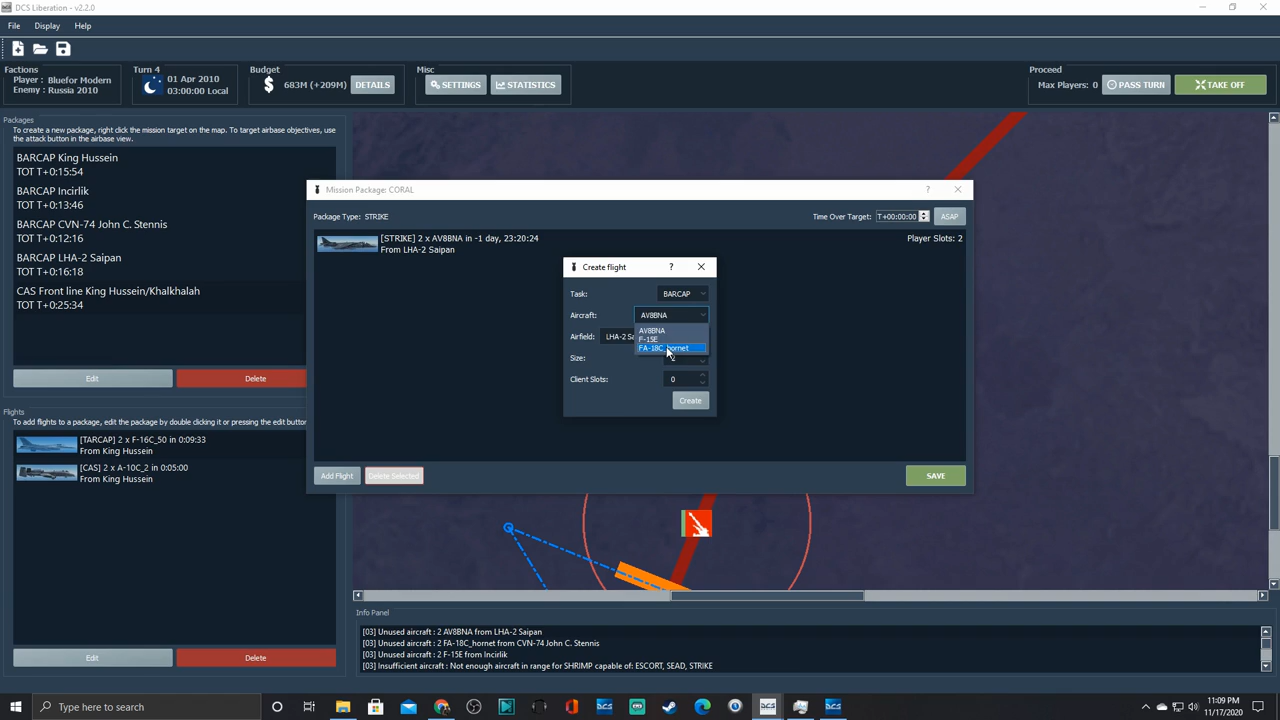 DCS Liberation - v2.2.0
File Display Help
Factions
Player : Bluefor Modern
Enemy : Russia 2010
Turn 4
01 Apr 2010
03:00:00 Local
Budget
$ 683M (+209M) DETAILS
Misc
SETTINGS STATISTICS
Proceed
Max Players: 0 PASS TURN TAKE OFF
Packages
To create a new package, right click the mission target on the map. To target airbase objectives, use
the attack button in the airbase view.
BARCAP King Hussein
TOT T+0:15:54
BARCAP Incirlik
TOT T+0:13:46
BARCAP CVN-74 John C. Stennis
TOT T+0:12:16
BARCAP LHA-2 Saipan
TOT T+0:16:18
CAS Front line King Hussein/Khalkhalah
TOT T+0:25:34
Edit Delete
Flights
To add flights to a package, edit the package by double clicking it or pressing the edit button
[TARCAP] 2 x F-16C_50 in 0:09:33
From King Hussein
[CAS] 2 x A-10C_2 in 0:05:00
From King Hussein
Edit Delete
Mission Package: CORAL
Package Type: STRIKE
Time Over Target: T+00:00:00 ASAP
[STRIKE] 2 x AV8BNA in -1 day, 23:20:24
From LHA-2 Saipan
Player Slots: 2
Add Flight Delete Selected
SAVE
Create flight
Task: BARCAP
Aircraft: AV8BNA
AV8BNA
F-15E
FA-18C_hornet
Airfield: LHA-2 Sa
Size: 2
Client Slots: 0
Create
Info Panel
[03] Unused aircraft : 2 AV8BNA from LHA-2 Saipan
[03] Unused aircraft : 2 FA-18C_hornet from CVN-74 John C. Stennis
[03] Unused aircraft : 2 F-15E from Incirlik
[03] Insufficient aircraft : Not enough aircraft in range for SHRIMP capable of: ESCORT, SEAD, STRIKE
Type here to search
11:09 PM
11/17/2020